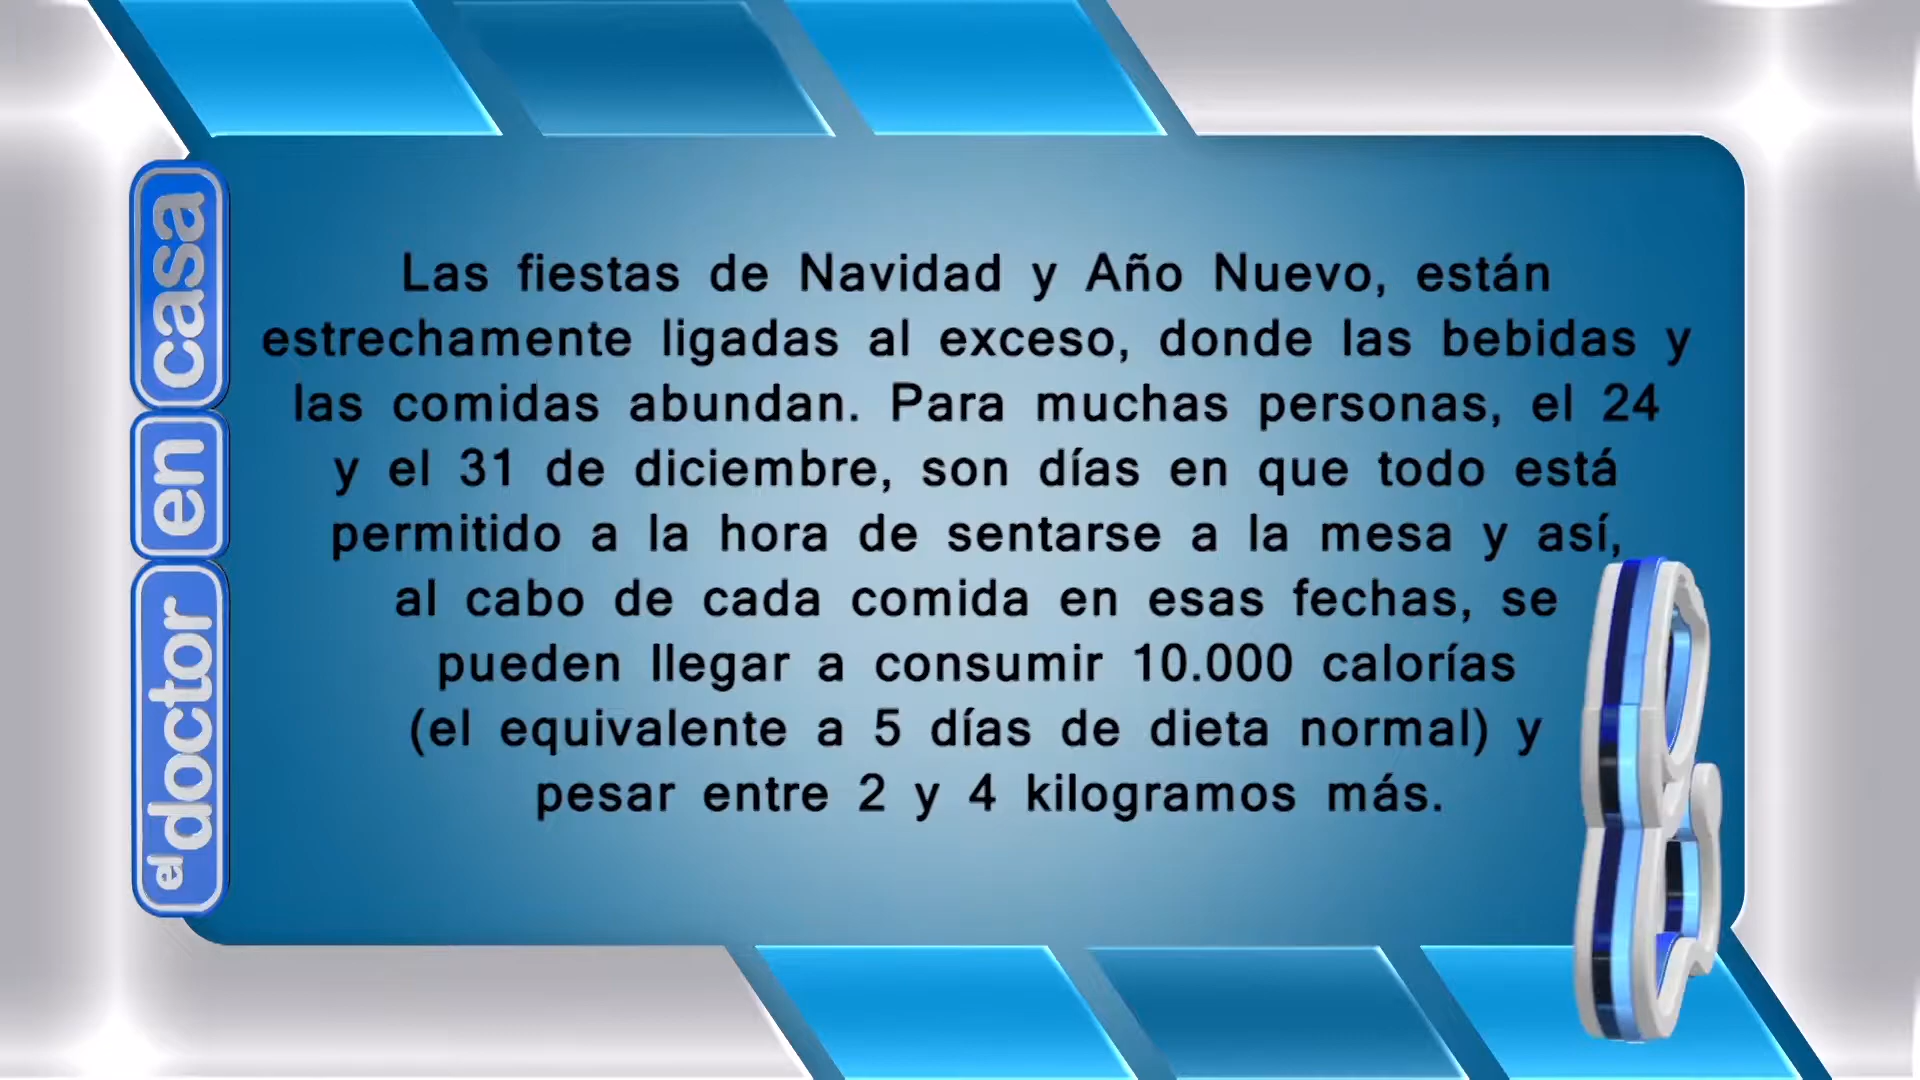 el doctor en casa
Las fiestas de Navidad y Año Nuevo, están
estrechamente ligadas al exceso, donde las bebidas y
las comidas abundan. Para muchas personas, el 24
y el 31 de diciembre, son días en que todo está
permitido a la hora de sentarse a la mesa y así,
al cabo de cada comida en esas fechas, se
pueden llegar a consumir 10.000 calorías
(el equivalente a 5 días de dieta normal) y
pesar entre 2 y 4 kilogramos más.